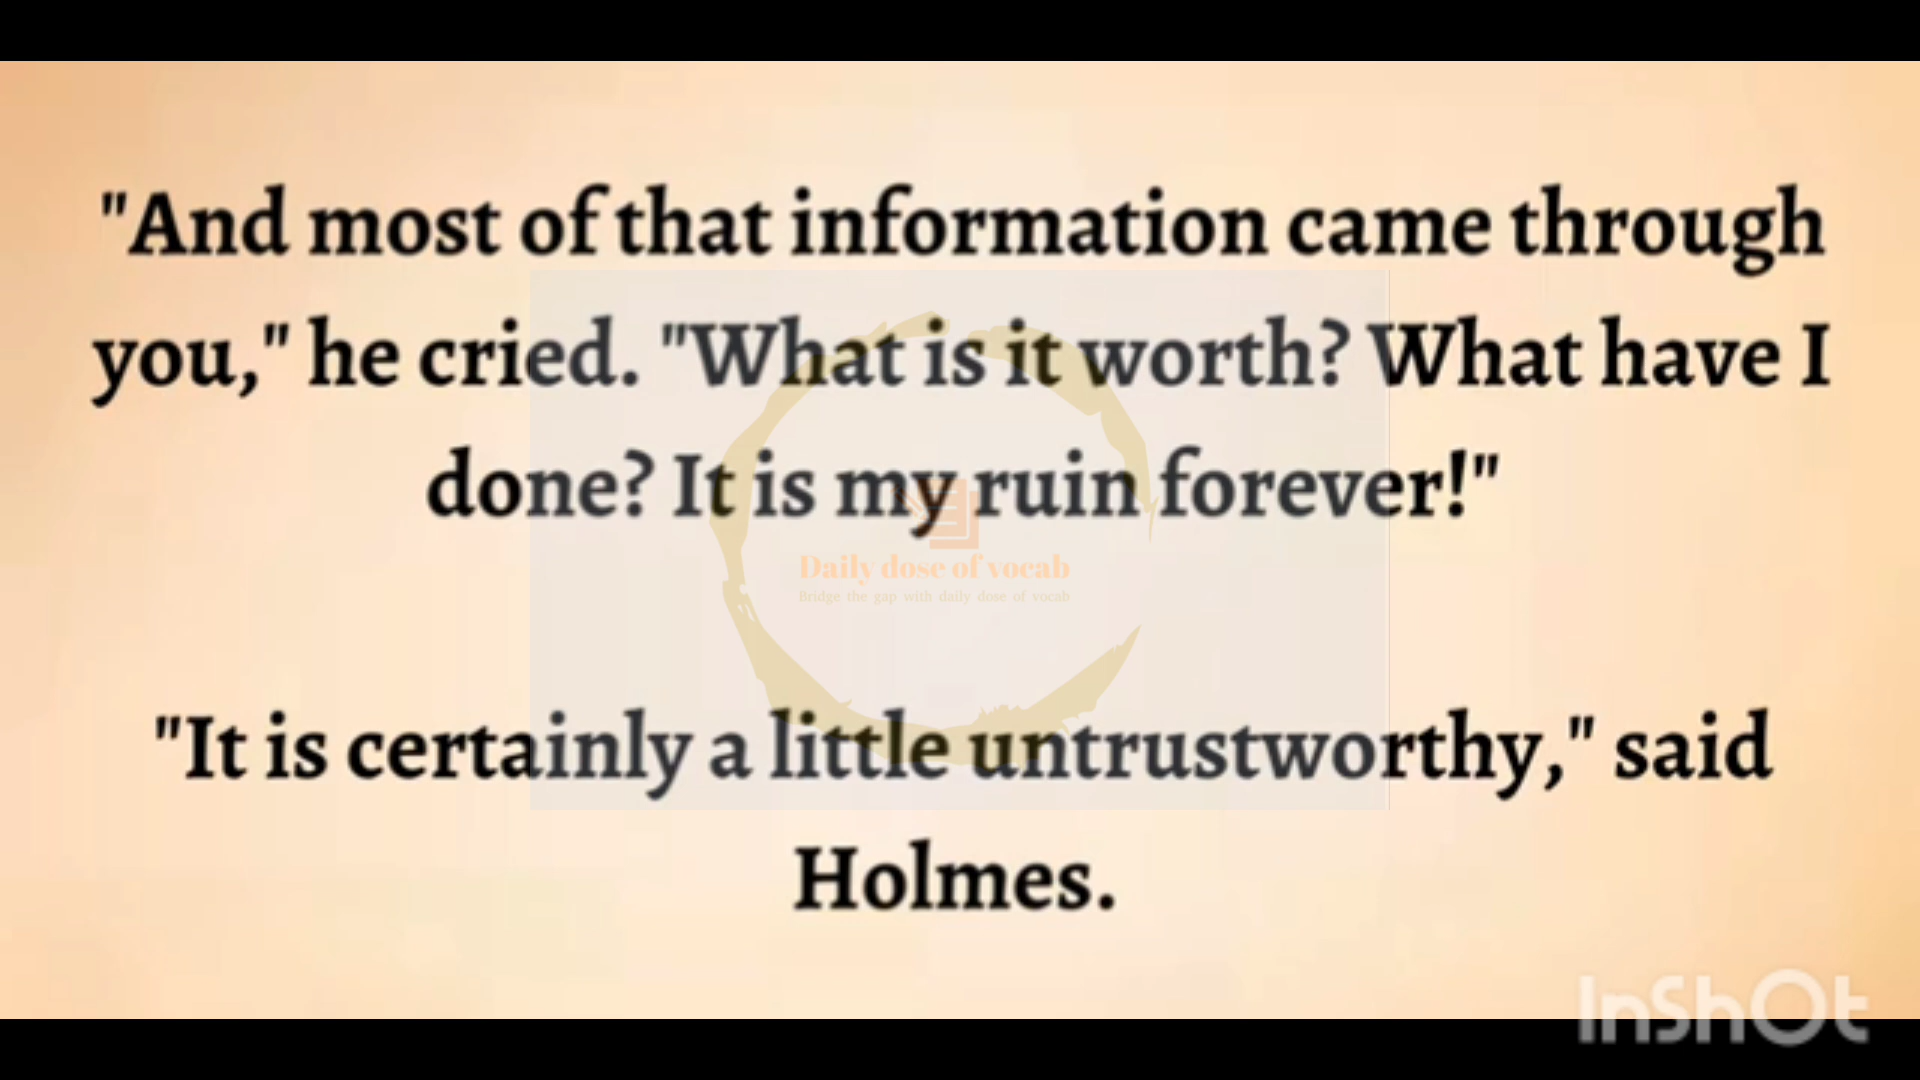 "And most of that information came through
you," he cried. "What is it worth? What have I
done? It is my ruin forever!"
Daily dose of vocab
Bridge the gap with daily dose of vocab
"It is certainly a little untrustworthy," said
Holmes.
InShOt